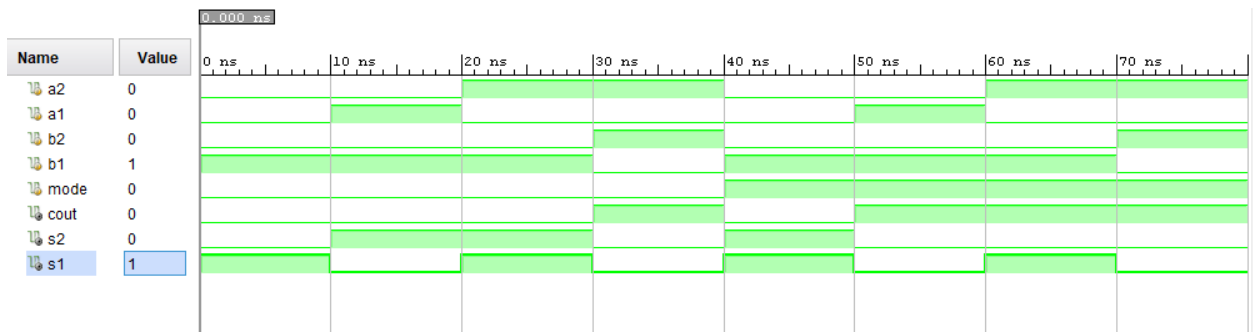 0.000 ns
Name Value 0 ns 10 ns 20 ns 30 ns 40 ns 50 ns 60 ns 70 ns
a2 0
a1 0
b2 0
b1 1
mode 0
cout 0
s2 0
s1 1